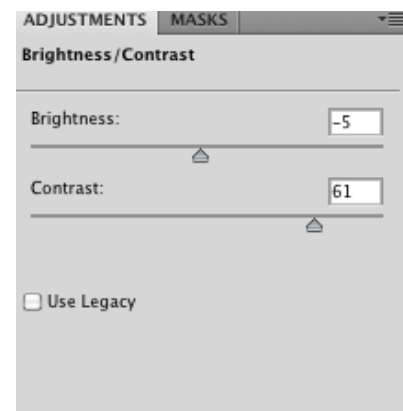 ADJUSTMENTS MASKS
Brightness/Contrast
Brightness: -5
Contrast: 61
Use Legacy